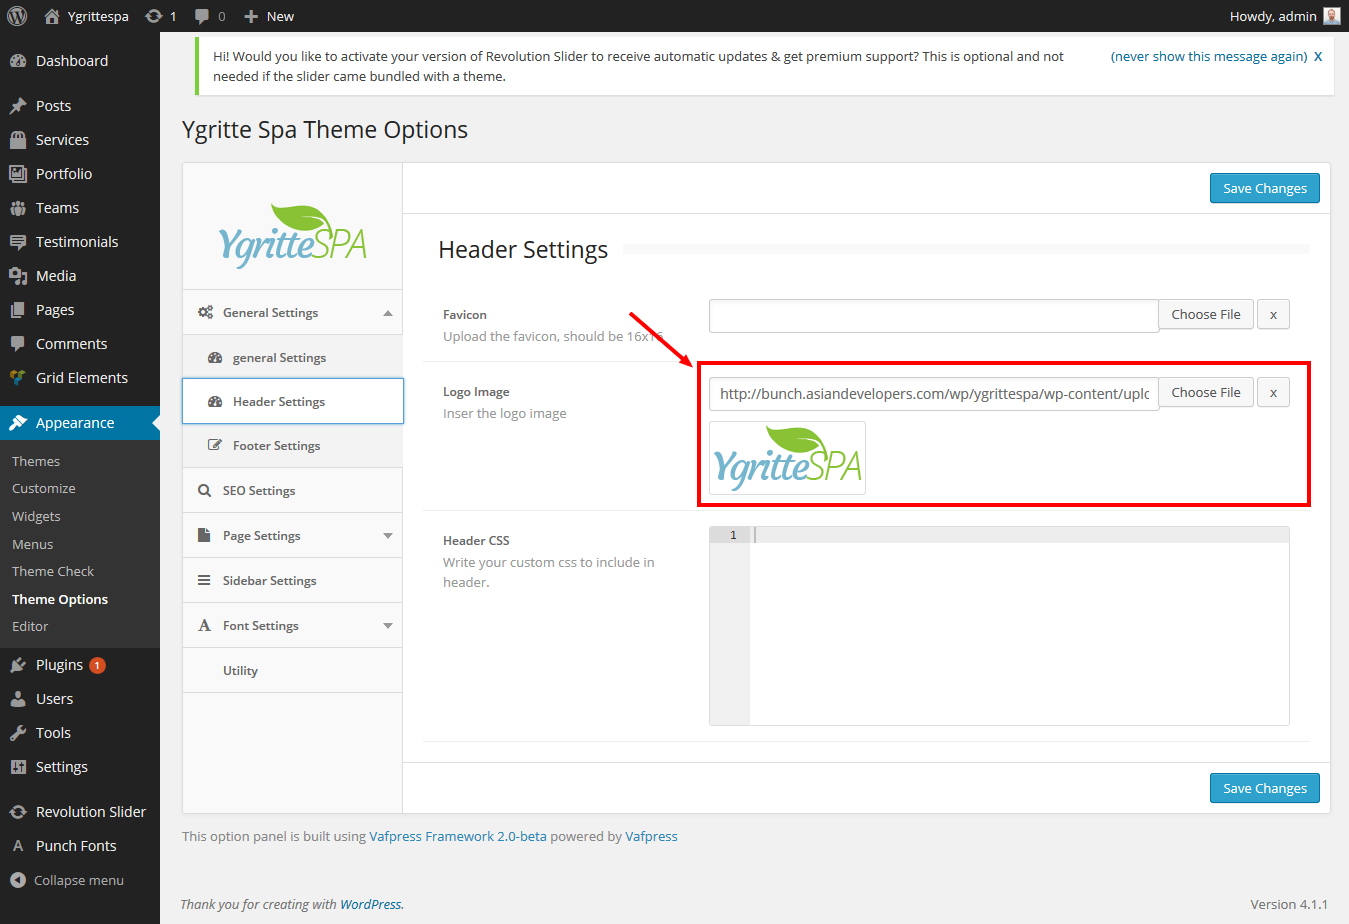 Ygrittespa 1 0 New Howdy, admin
Dashboard
Posts
Services
Portfolio
Teams
Testimonials
Media
Pages
Comments
Grid Elements
Appearance
Themes
Customize
Widgets
Menus
Theme Check
Theme Options
Editor
Plugins 1
Users
Tools
Settings
Revolution Slider
Punch Fonts
Collapse menu
Hi! Would you like to activate your version of Revolution Slider to receive automatic updates & get premium support? This is optional and not
needed if the slider came bundled with a theme.
(never show this message again) X
Ygritte Spa Theme Options
YgritteSPA
General Settings
general Settings
Header Settings
Footer Settings
SEO Settings
Page Settings
Sidebar Settings
Font Settings
Utility
Save Changes
Header Settings
Favicon
Upload the favicon, should be 16x16
Choose File x
Logo Image
Inser the logo image
http://bunch.asiandevelopers.com/wp/ygrittespa/wp-content/uplo
Choose File x
YgritteSPA
Header CSS
Write your custom css to include in
header.
1
Save Changes
This option panel is built using Vafpress Framework 2.0-beta powered by Vafpress
Thank you for creating with WordPress.
Version 4.1.1